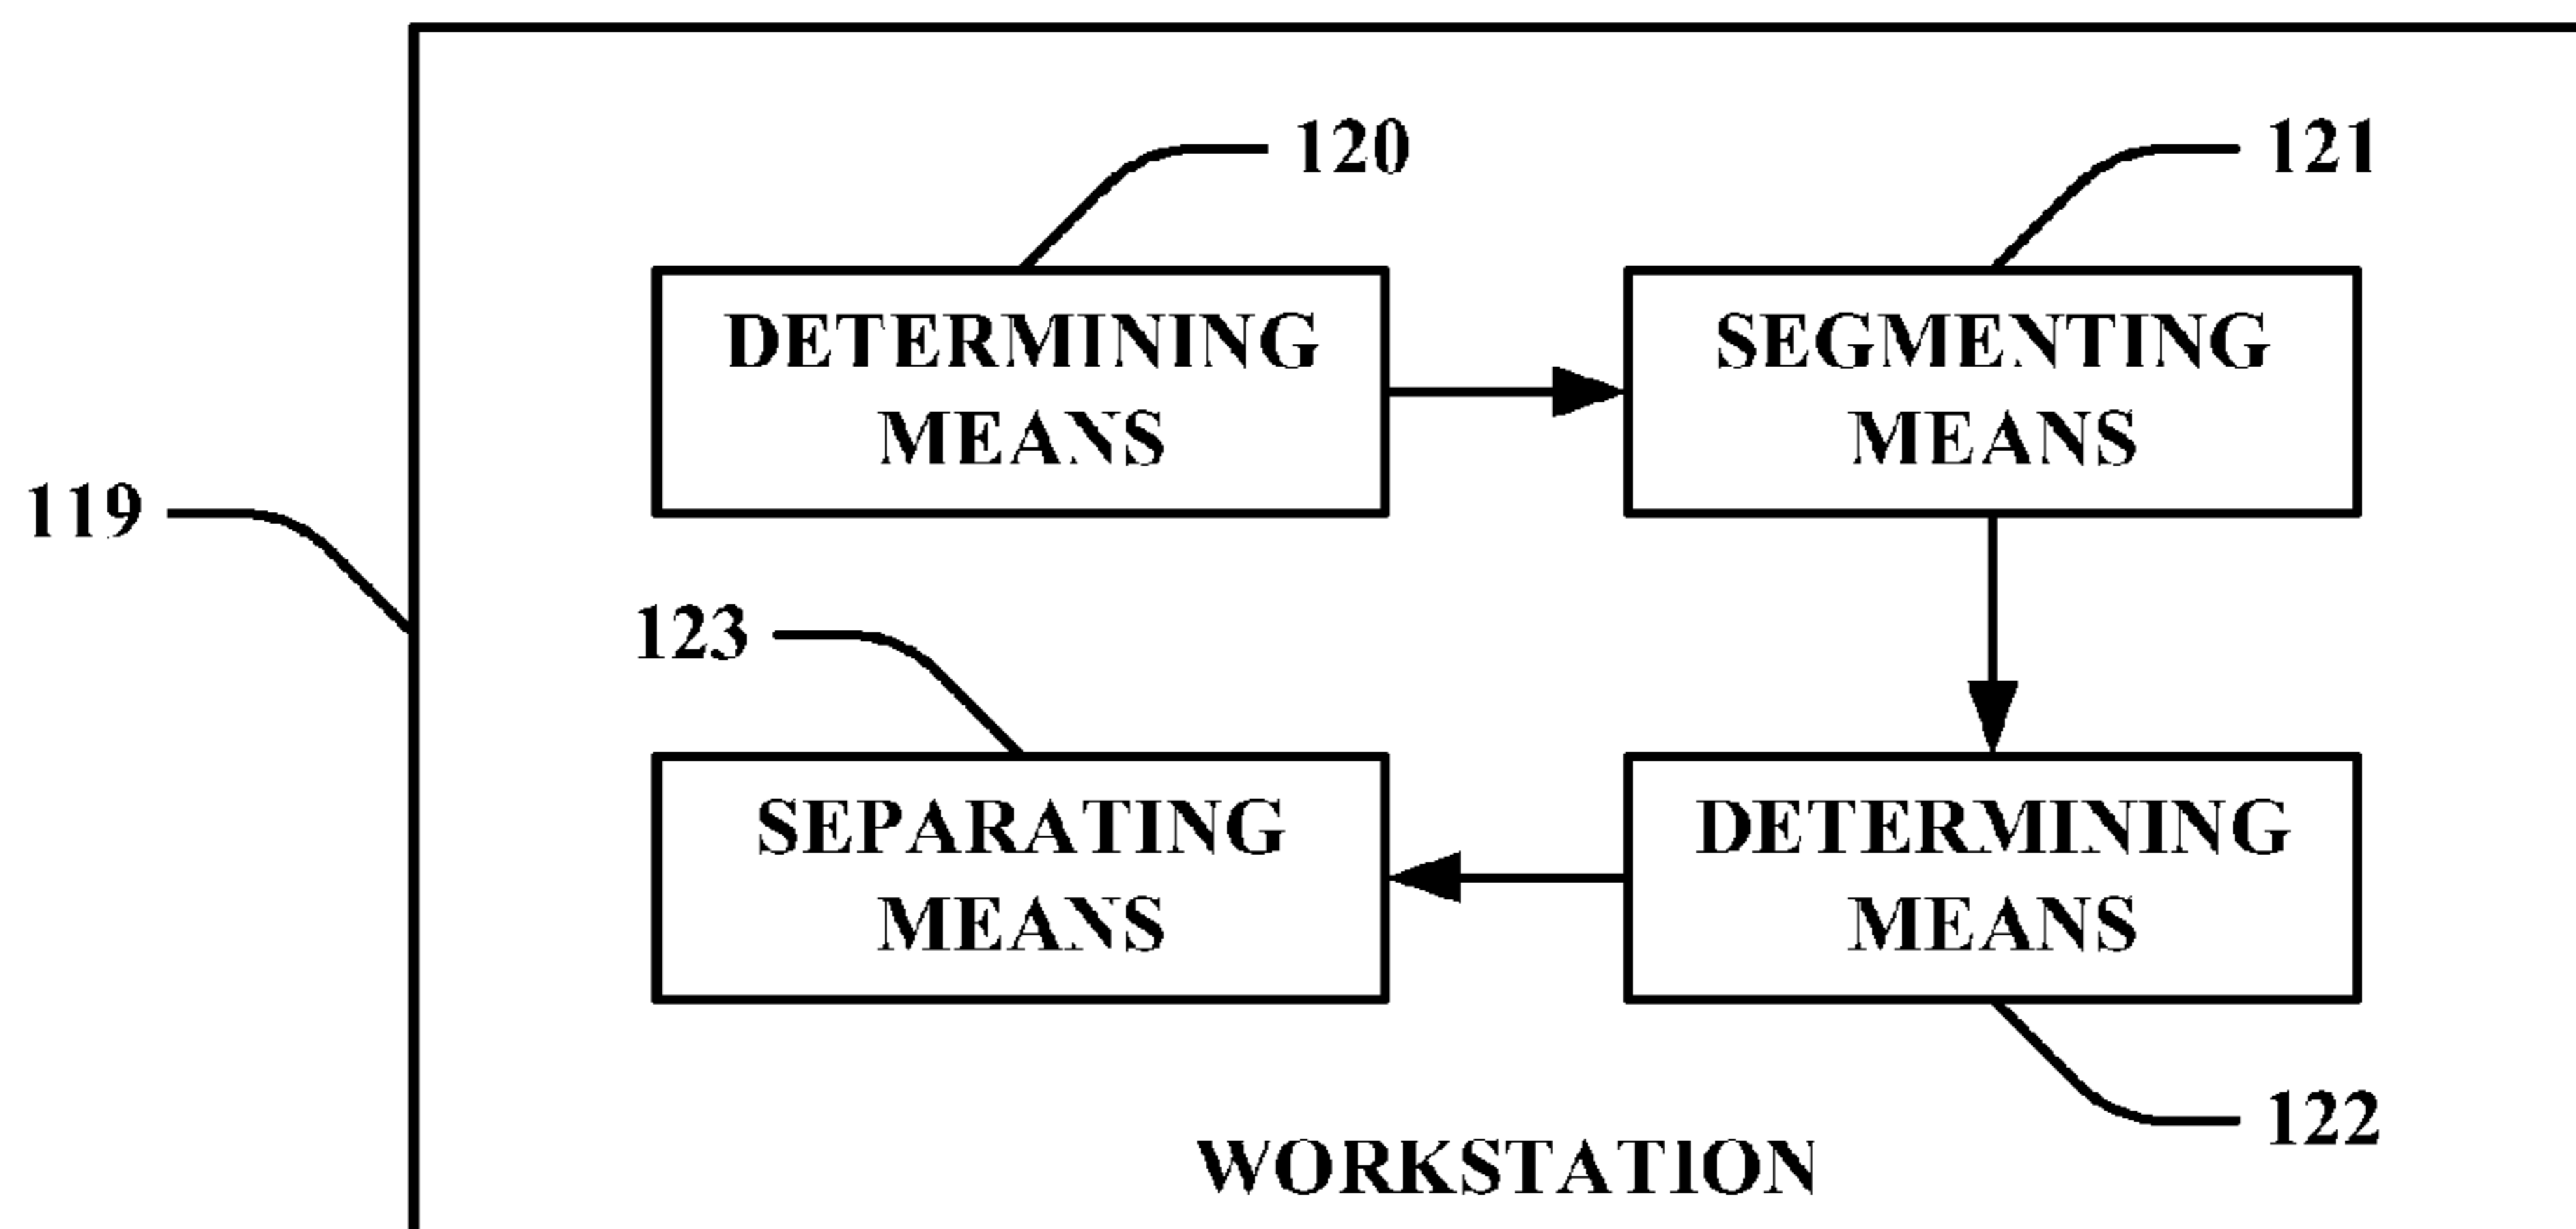 120
121
DETERMINING
MEANS
SEGMENTING
MEANS
119
123
SEPARATING
MEANS
DETERMINING
MEANS
122
WORKSTATION